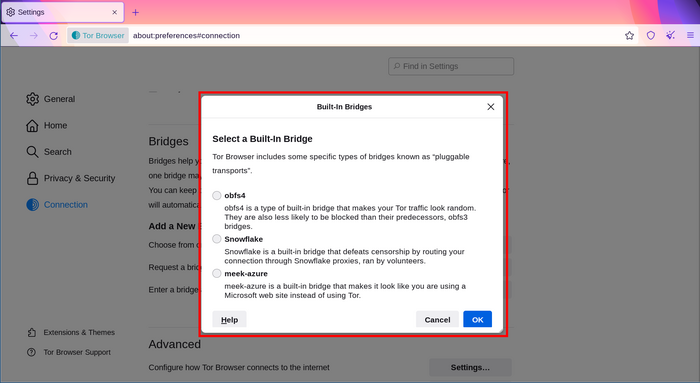 Settings
Tor Browser
about:preferences#connection
Find in Settings
General
Home
Search
Privacy & Security
Connection
Extensions & Themes
Tor Browser Support
Bridges
Bridges help y
one bridge ma
You can keep
will automatica
Add a New
Choose from o
Request a brid
Enter a bridge
Advanced
Configure how Tor Browser connects to the internet
Settings...
Built-In Bridges
Select a Built-In Bridge
Tor Browser includes some specific types of bridges known as “pluggable
transports”.
obfs4
obfs4 is a type of built-in bridge that makes your Tor traffic look random.
They are also less likely to be blocked than their predecessors, obfs3
bridges.
Snowflake
Snowflake is a built-in bridge that defeats censorship by routing your
connection through Snowflake proxies, ran by volunteers.
meek-azure
meek-azure is a built-in bridge that makes it look like you are using a
Microsoft web site instead of using Tor.
Help
Cancel
OK